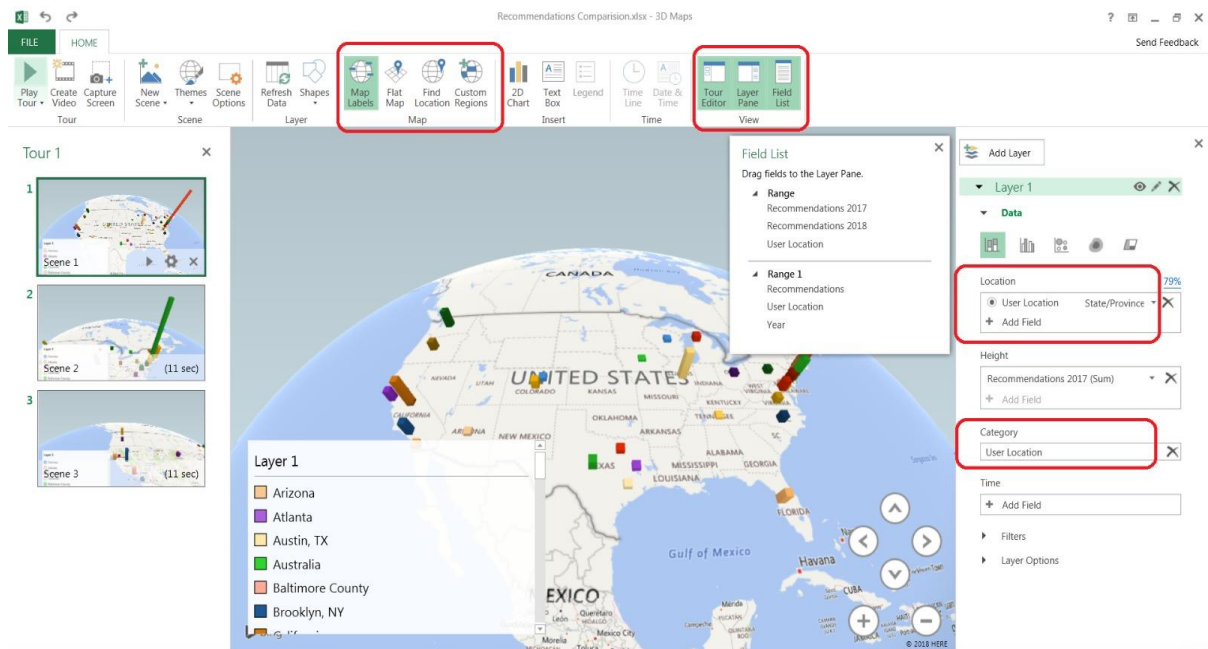 Recommendations Comparision.xlsx - 3D Maps
FILE
HOME
Send Feedback
Play Tour
Create Video
Capture Screen
New Scene
Themes
Scene Options
Refresh Data
Shapes
Map Labels
Flat Map
Find Location
Custom Regions
2D Chart
Text Box
Legend
Time Line
Date & Time
Tour Editor
Layer Pane
Field List
Tour
Scene
Layer
Map
Insert
Time
View
Tour 1
1
Scene 1
2
Scene 2
(11 sec)
3
Scene 3
(11 sec)
CANADA
UNITED STATES
NEVADA
UTAH
COLORADO
KANSAS
MISSOURI
INDIANA
WEST VIRGINIA
KENTUCKY
CALIFORNIA
OKLAHOMA
ARKANSAS
NEW MEXICO
SC
ALABAMA
MISSISSIPPI
GEORGIA
LOUISIANA
FLORIDA
Gulf of Mexico
Havana
CUBA
Mérida
MEXICO
León
Querétaro
HIDALGO
Mexico City
Morelia
Toluca
Campeche
© 2018 HERE
Layer 1
Arizona
Atlanta
Austin, TX
Australia
Baltimore County
Brooklyn, NY
Field List
Drag fields to the Layer Pane.
Range
Recommendations 2017
Recommendations 2018
User Location
Range 1
Recommendations
User Location
Year
Add Layer
Layer 1
Data
Location
79%
User Location
State/Province
Add Field
Height
Recommendations 2017 (Sum)
Add Field
Category
User Location
Time
Add Field
Filters
Layer Options